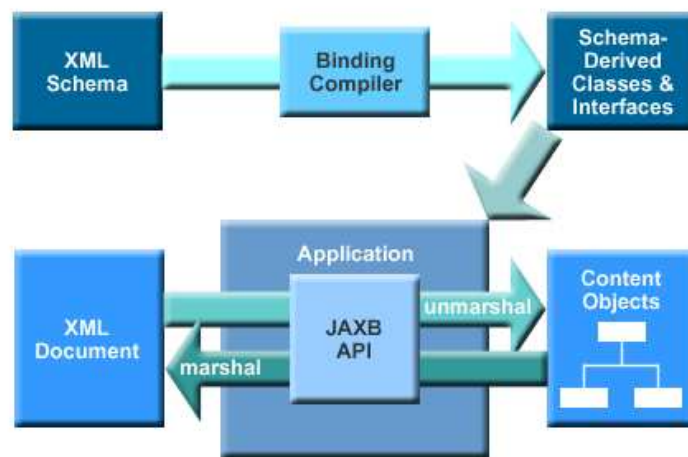 XML
Schema
Binding
Compiler
Schema-
Derived
Classes &
Interfaces
Application
XML
Document
JAXB
API
unmarshal
marshal
Content
Objects